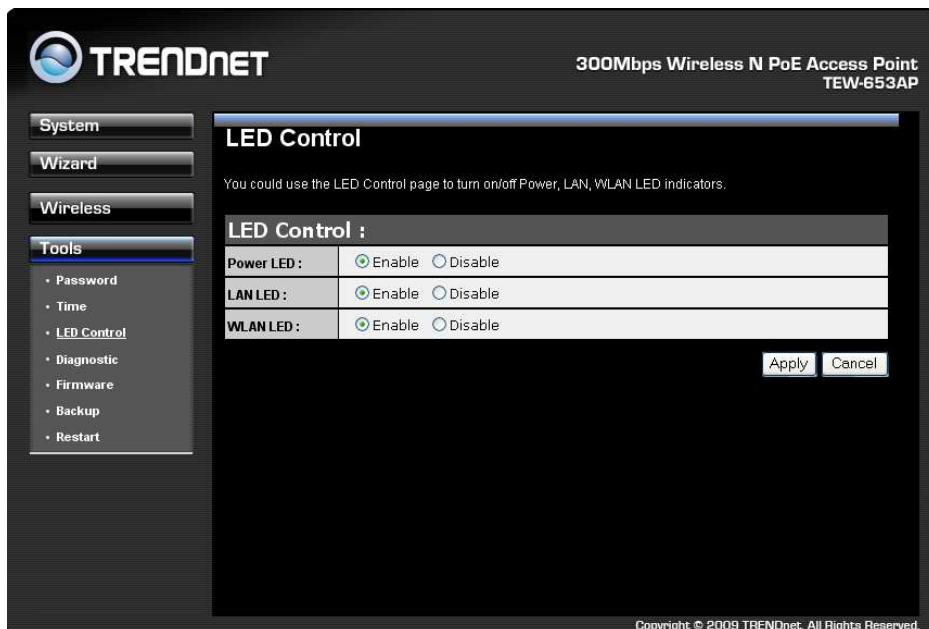 TRENDNET
300Mbps Wireless N PoE Access Point
TEW-653AP
System
Wizard
Wireless
Tools
• Password
• Time
• LED Control
• Diagnostic
• Firmware
• Backup
• Restart
LED Control
You could use the LED Control page to turn on/off Power, LAN, WLAN LED indicators.
LED Control :
Power LED : Enable Disable
LAN LED : Enable Disable
WLAN LED : Enable Disable
Apply Cancel
Copyright © 2009 TRENDnet. All Rights Reserved.